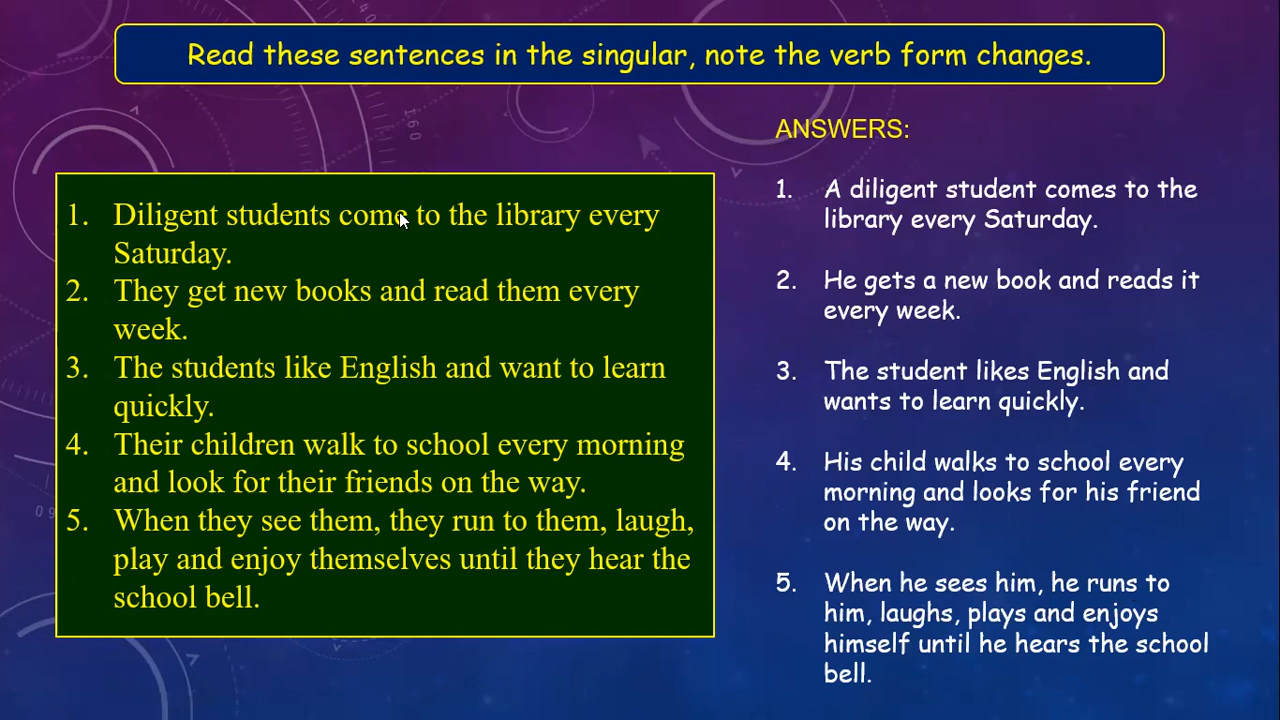 Read these sentences in the singular, note the verb form changes.
1. Diligent students come to the library every
Saturday.
2. They get new books and read them every
week.
3. The students like English and want to learn
quickly.
4. Their children walk to school every morning
and look for their friends on the way.
5. When they see them, they run to them, laugh,
play and enjoy themselves until they hear the
school bell.
ANSWERS:
1. A diligent student comes to the
library every Saturday.
2. He gets a new book and reads it
every week.
3. The student likes English and
wants to learn quickly.
4. His child walks to school every
morning and looks for his friend
on the way.
5. When he sees him, he runs to
him, laughs, plays and enjoys
himself until he hears the school
bell.
160